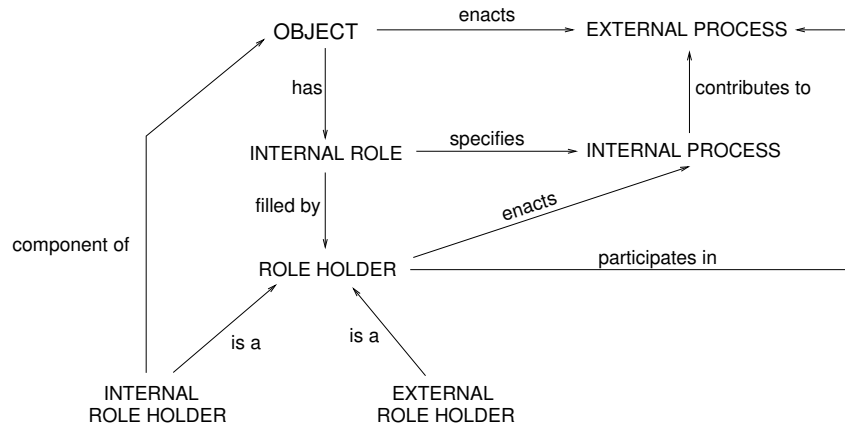 enacts
OBJECT
EXTERNAL PROCESS
has
contributes to
specifies
INTERNAL ROLE
INTERNAL PROCESS
filled by
enacts
component of
participates in
ROLE HOLDER
is a
is a
INTERNAL
ROLE HOLDER
EXTERNAL
ROLE HOLDER